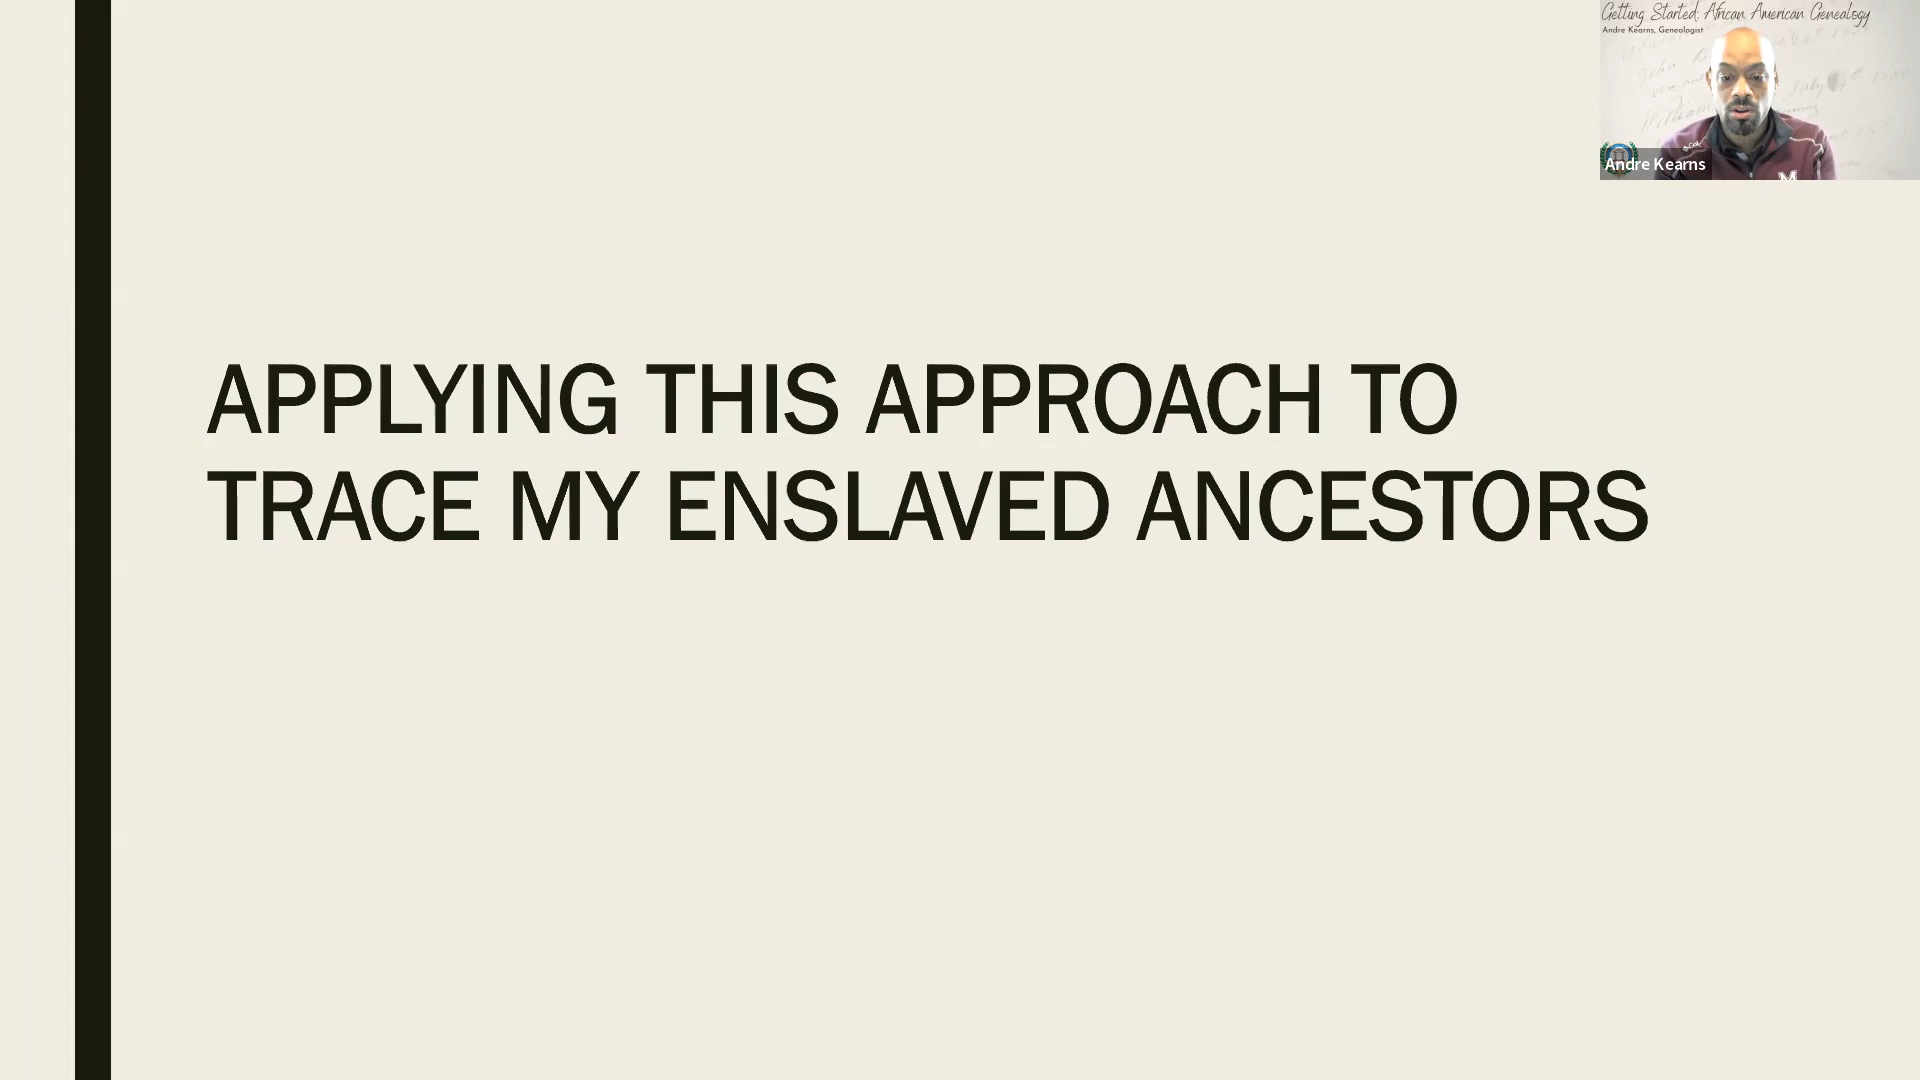 Getting Started: African American Genealogy
Andre Kearns, Genealogist
Andre Kearns
M
APPLYING THIS APPROACH TO
TRACE MY ENSLAVED ANCESTORS